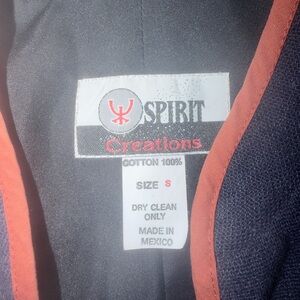 SPIRIT
Creations
COTTON 100%
SIZE S
DRY CLEAN
ONLY
MADE IN
MEXICO